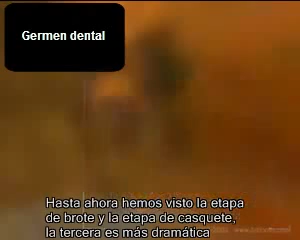 Germen dental
Hasta ahora hemos visto la etapa
de brote y la etapa de casquete,
la tercera es más dramática